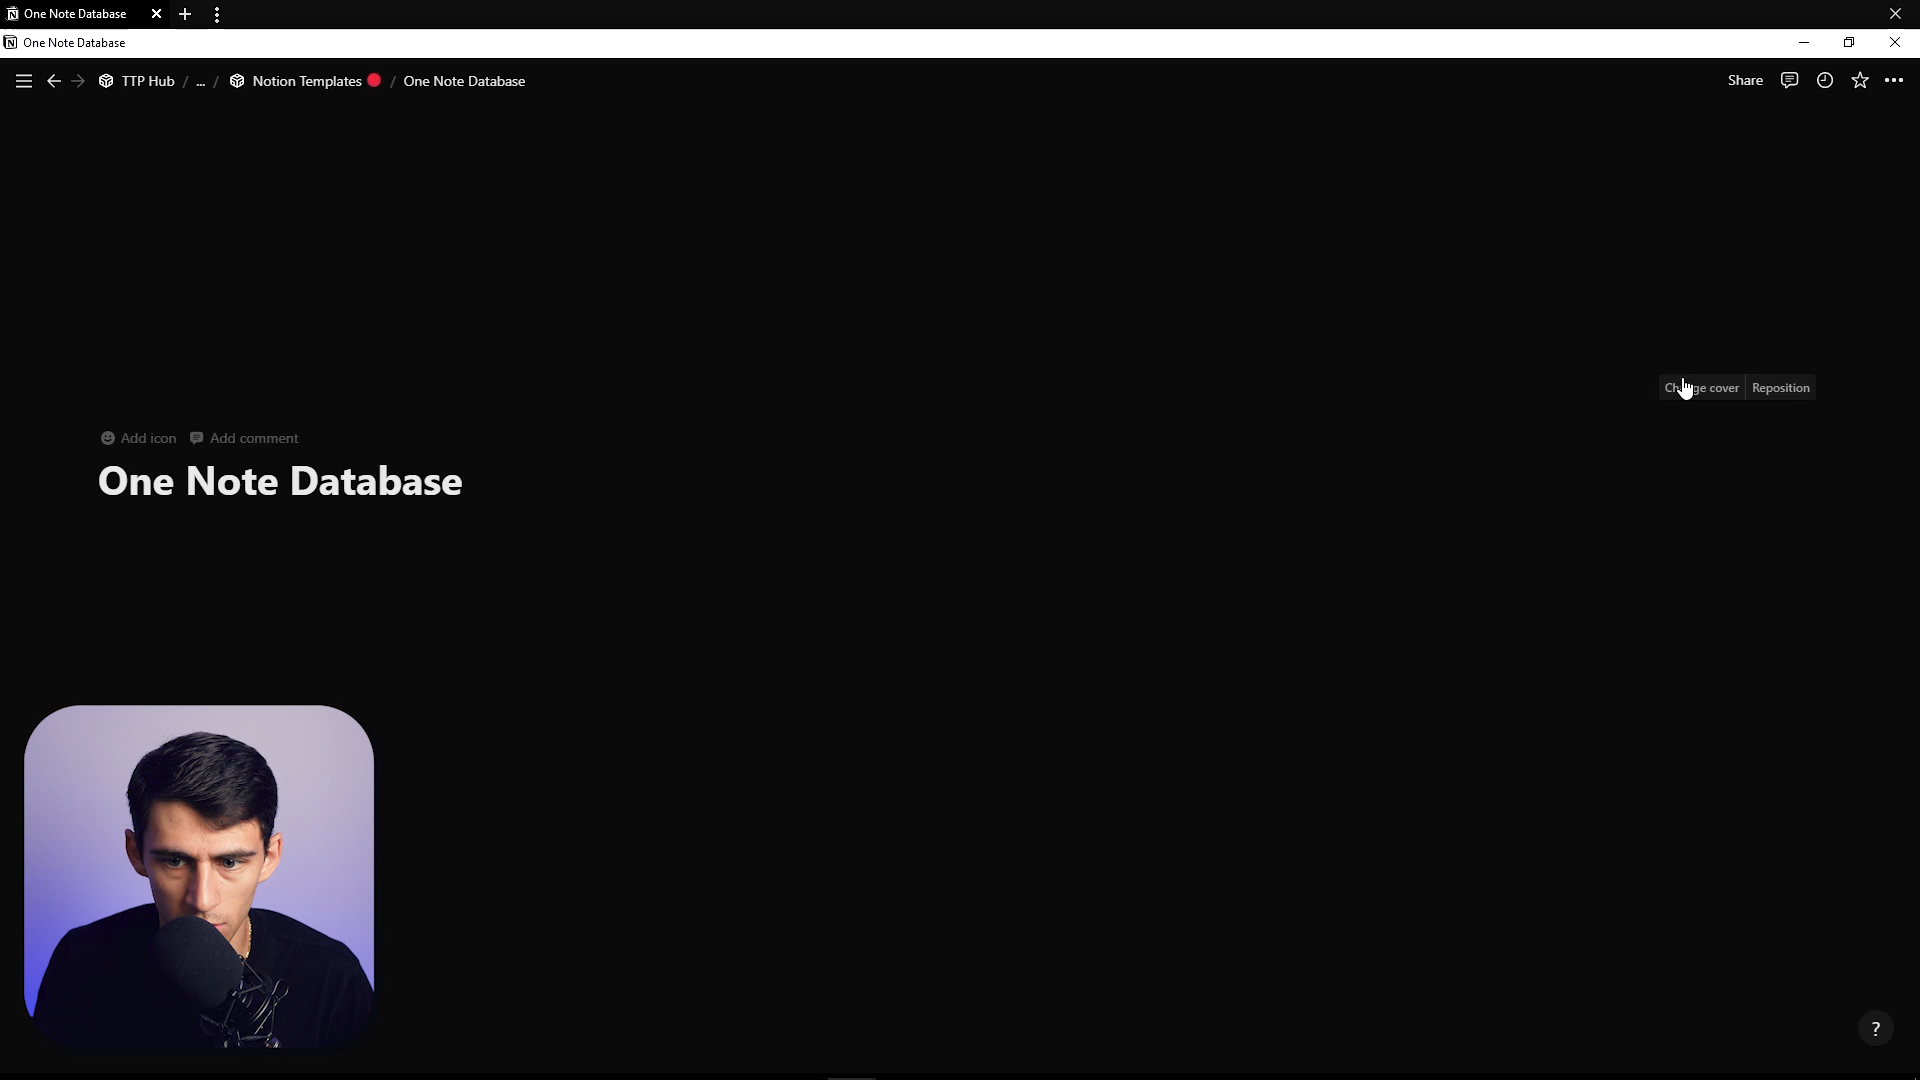 One Note Database
One Note Database
TTP Hub / ... / Notion Templates / One Note Database
Share
Reposition
cover
Add icon
Add comment
One Note Database
?